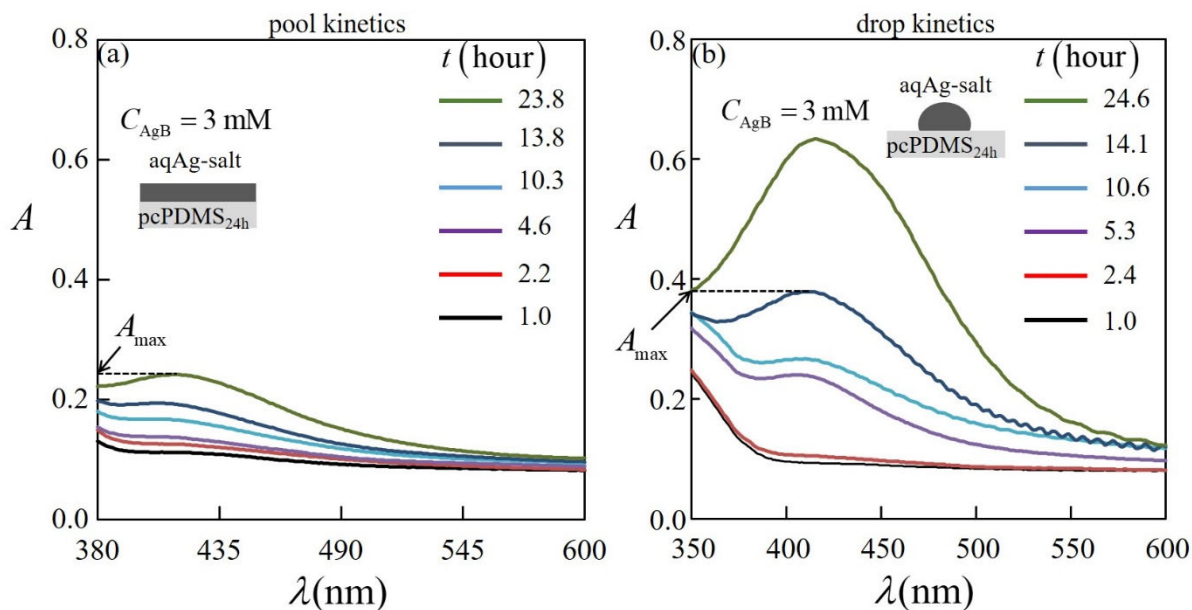 pool kinetics
(a)
0.8
0.6
0.4
0.2
0.0
A
C_AgB = 3 mM
aqAg-salt
pcPDMS_24h
t (hour)
23.8
13.8
10.3
4.6
2.2
1.0
A_max
380 435 490 545 600
λ(nm)
drop kinetics
(b)
0.8
0.6
0.4
0.2
0.0
A
C_AgB = 3 mM
aqAg-salt
pcPDMS_24h
t (hour)
24.6
14.1
10.6
5.3
2.4
1.0
A_max
350 400 450 500 550 600
λ(nm)